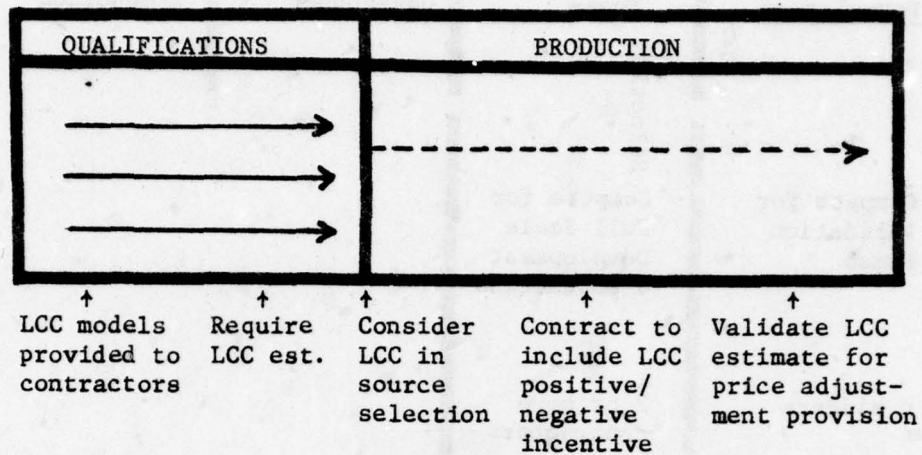 QUALIFICATIONS
PRODUCTION
LCC models
provided to
contractors
Require
LCC est.
Consider
LCC in
source
selection
Contract to
include LCC
positive/
negative
incentive
Validate LCC
estimate for
price adjust-
ment provision